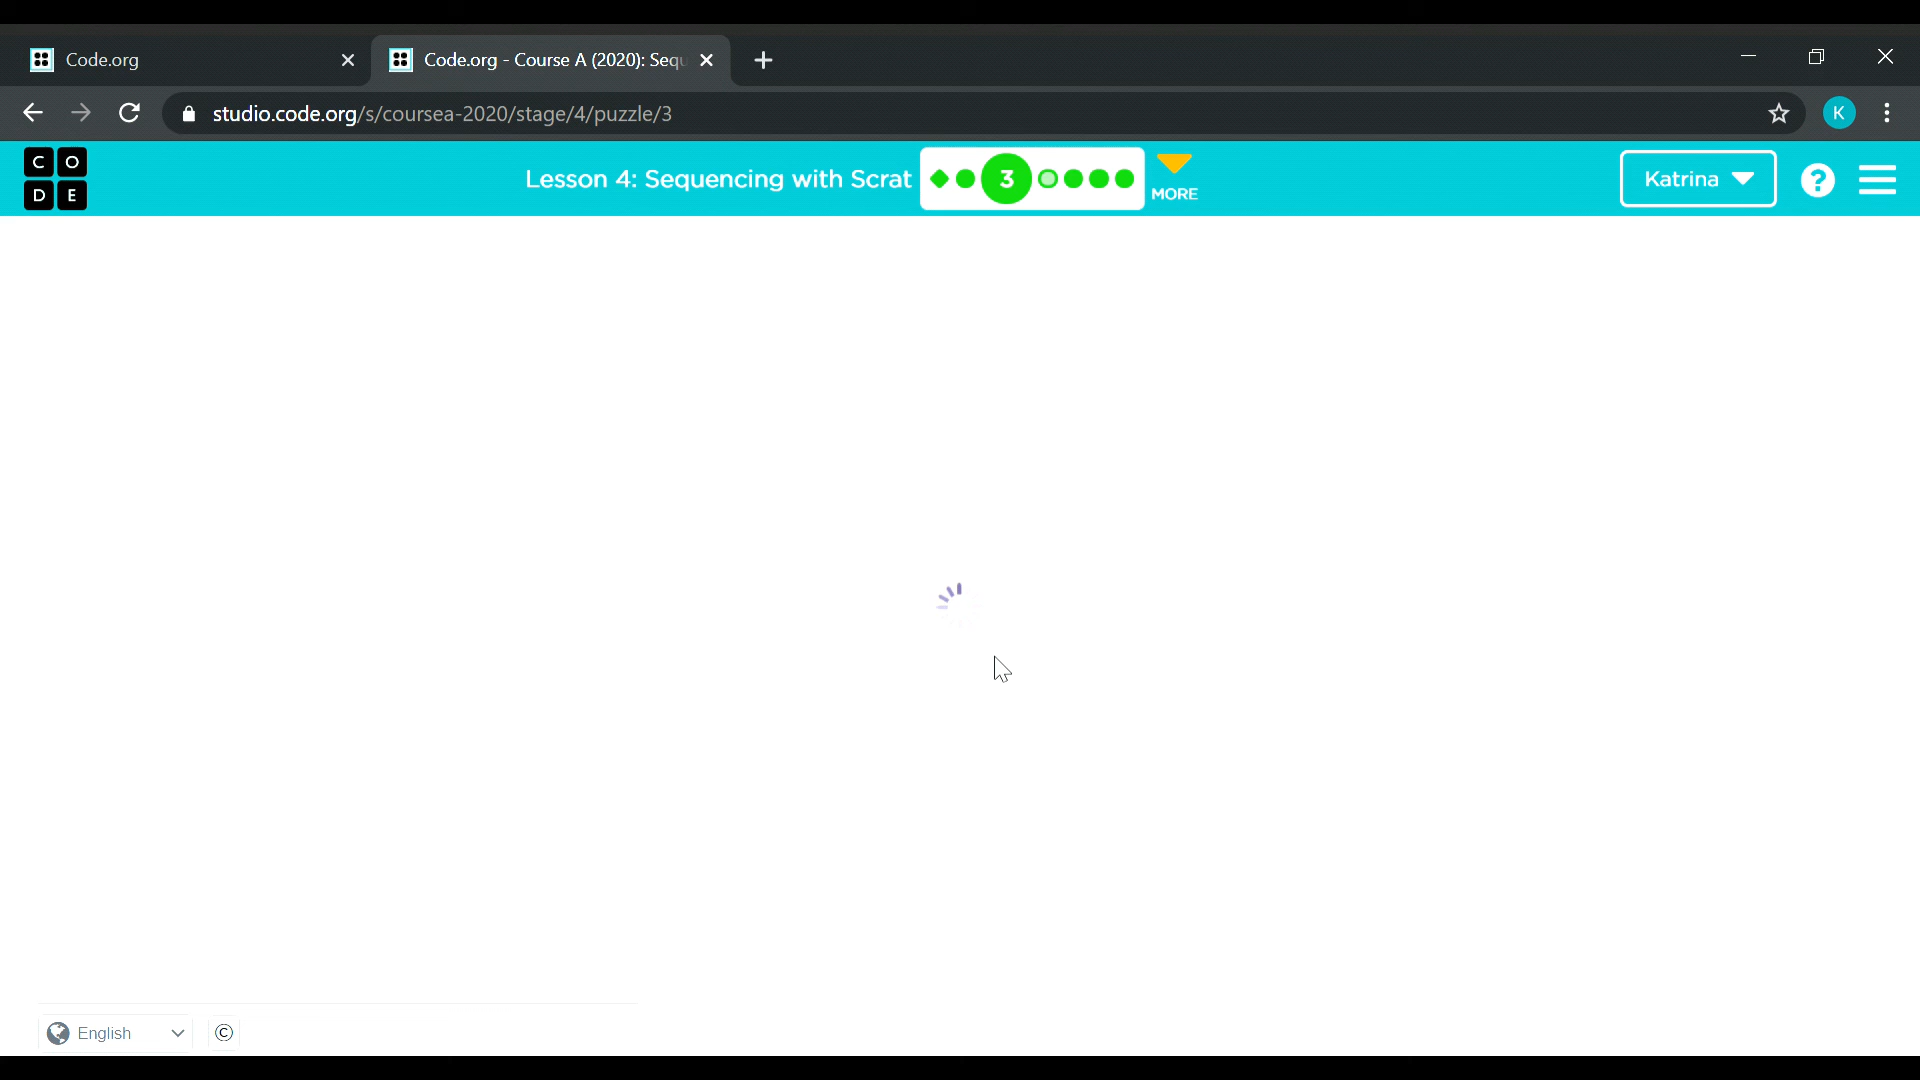 Code.org
Code.org - Course A (2020): Sequ
studio.code.org/s/coursea-2020/stage/4/puzzle/3
K
C O
D E
Lesson 4: Sequencing with Scrat
3
MORE
Katrina
?
English
©